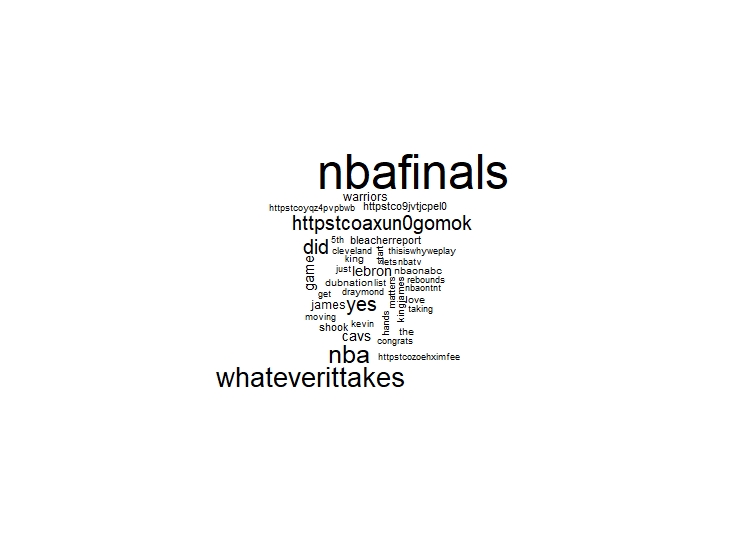 nbafinals
warriors
httpstcoyqz4pvpbwb httpstco9jvtjcpel0
httpstcoaxun0gomok
did 5th bleacherreport
cleveland start thisiswhyweplay
game king lets nbatv
just lebron nbaonabc
dubnation list matters rebounds
get draymond kingjames nbaontnt
james yes love
moving hands taking
shook kevin
cavs the
congrats
nba httpstcozoehximfee
whateverittakes